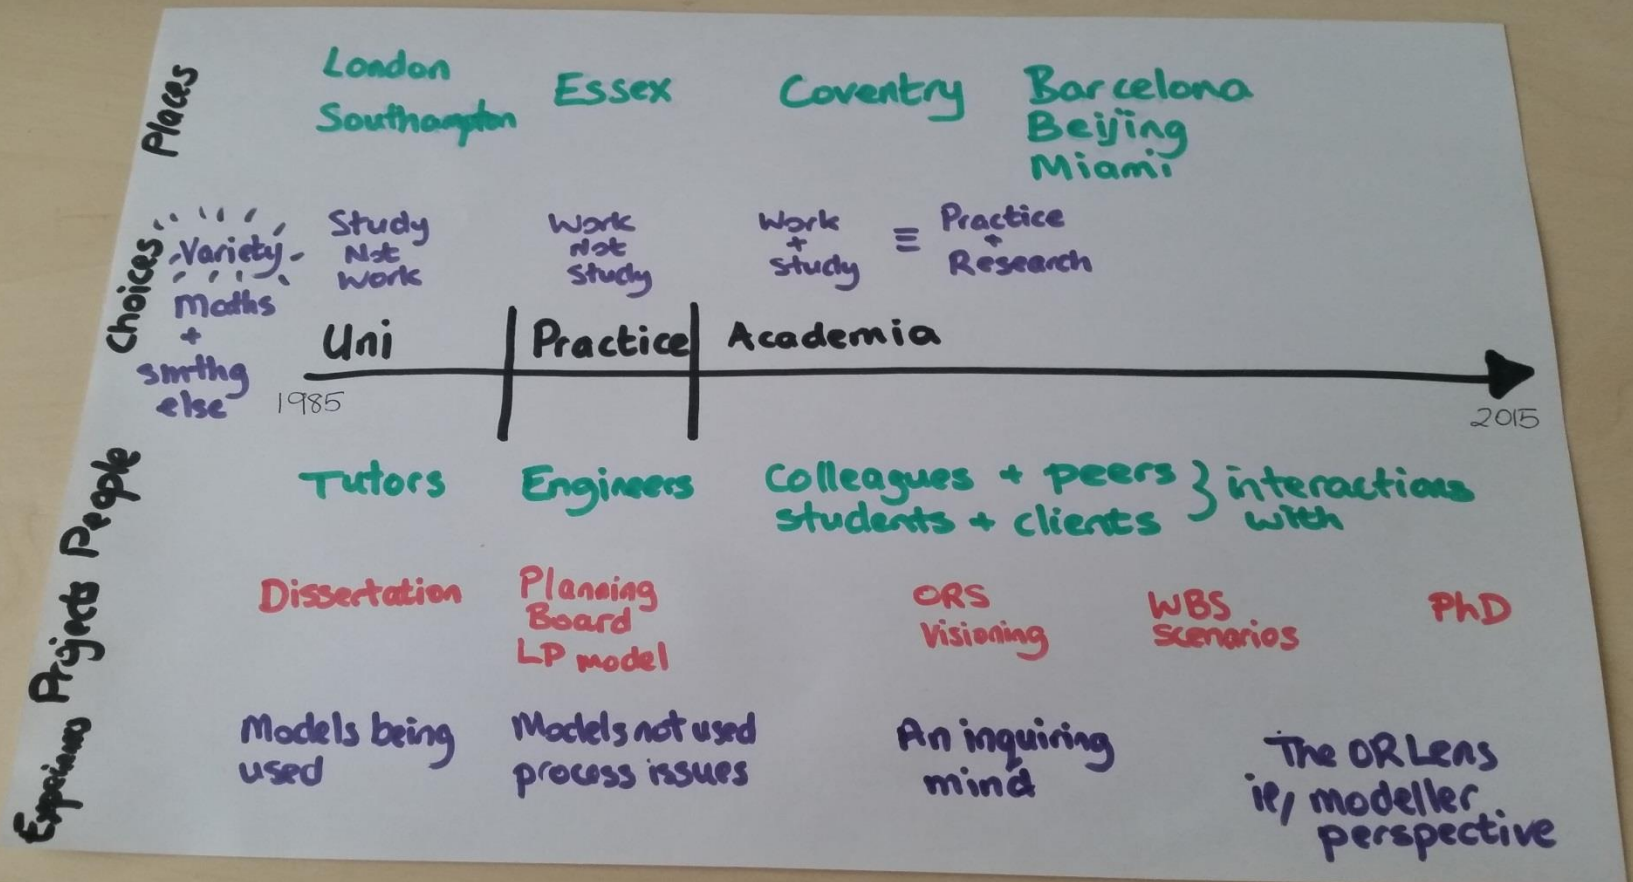 Places
London
Southampton
Essex
Coventry
Barcelona
Beijing
Miami
Choices
Variety
Maths
+
smthg
else
Study
Not
Work
Work
Not
Study
Work
+
Study
≡
Practice
+
Research
Uni
Practice
Academia
1985
2015
People
Tutors
Engineers
Colleagues + peers
students + clients
} interactions
with
Projects
Dissertation
Planning
Board
LP model
ORS
Visioning
WBS
Scenarios
PhD
Models being
used
Models not used
process issues
An inquiring
mind
The OR Lens
ie, modeller
perspective